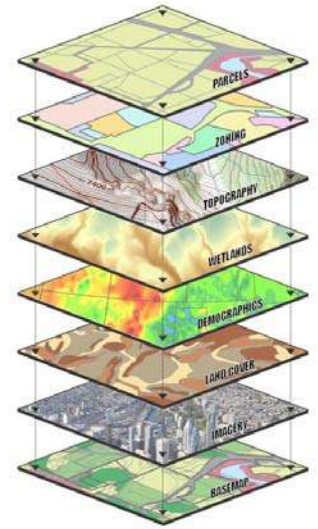 PARCELS
ZONING
TOPOGRAPHY
WETLANDS
DEMOGRAPHICS
LAND COVER
IMAGERY
BASEMAP